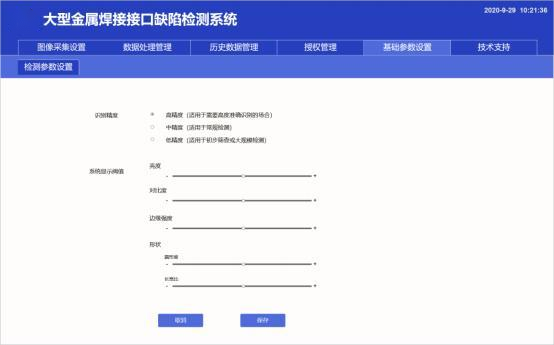 大型金属焊接接口缺陷检测系统
2020-9-29 10:21:36
图像采集设置 数据处理管理 历史数据管理 授权管理 基础参数设置 技术支持
检测参数设置
识别精度
高精度（适用于需要高度准确识别的场合）
中精度（适用于常规检测）
低精度（适用于初步筛查或大规模检测）
系统显示阈值
亮度
- +
对比度
- +
边缘强度
- +
形状
圆形度
- +
长宽比
- +
取消 保存